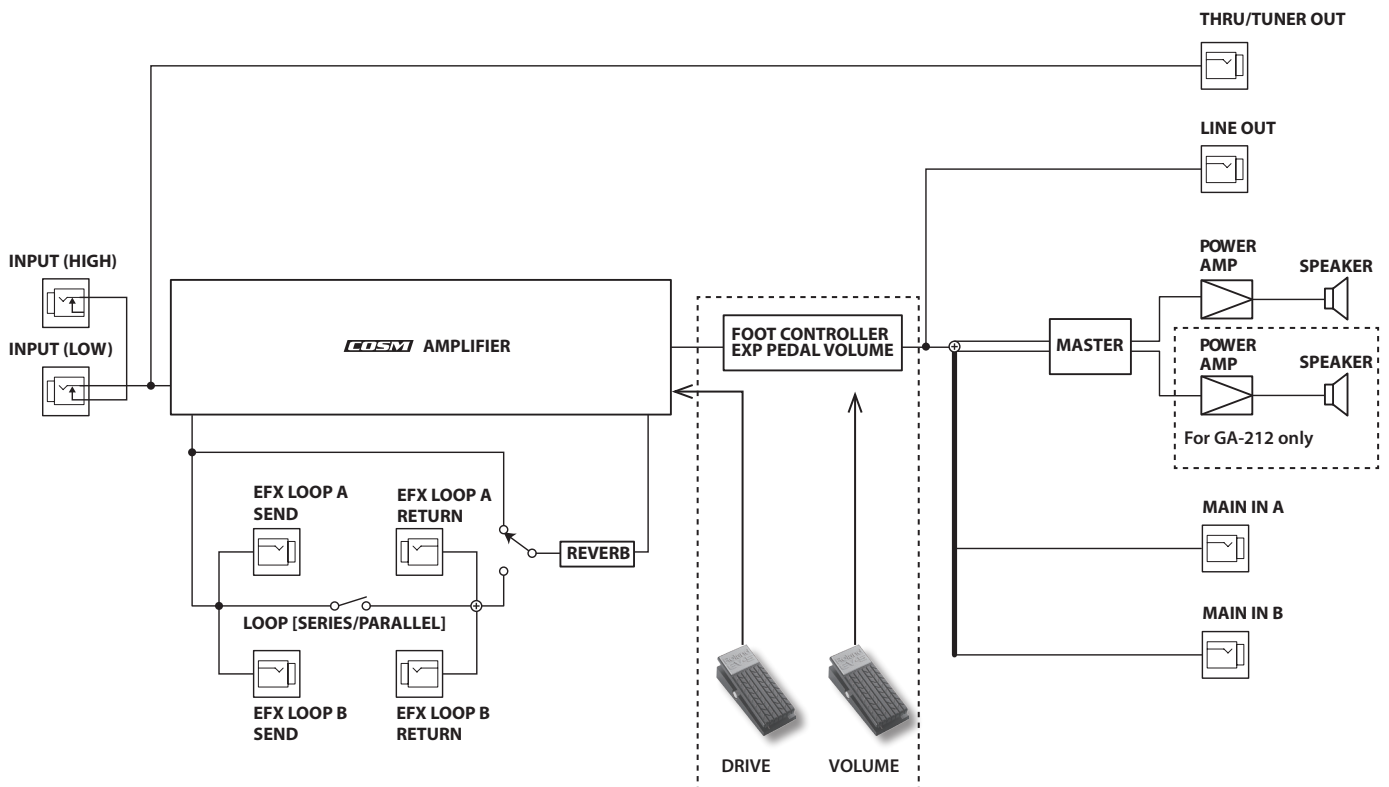 THRU/TUNER OUT
LINE OUT
INPUT (HIGH)
INPUT (LOW)
COSM AMPLIFIER
FOOT CONTROLLER
EXP PEDAL VOLUME
MASTER
POWER
AMP
SPEAKER
POWER
AMP
SPEAKER
For GA-212 only
EFX LOOP A
SEND
EFX LOOP A
RETURN
REVERB
LOOP [SERIES/PARALLEL]
EFX LOOP B
SEND
EFX LOOP B
RETURN
MAIN IN A
MAIN IN B
DRIVE
VOLUME